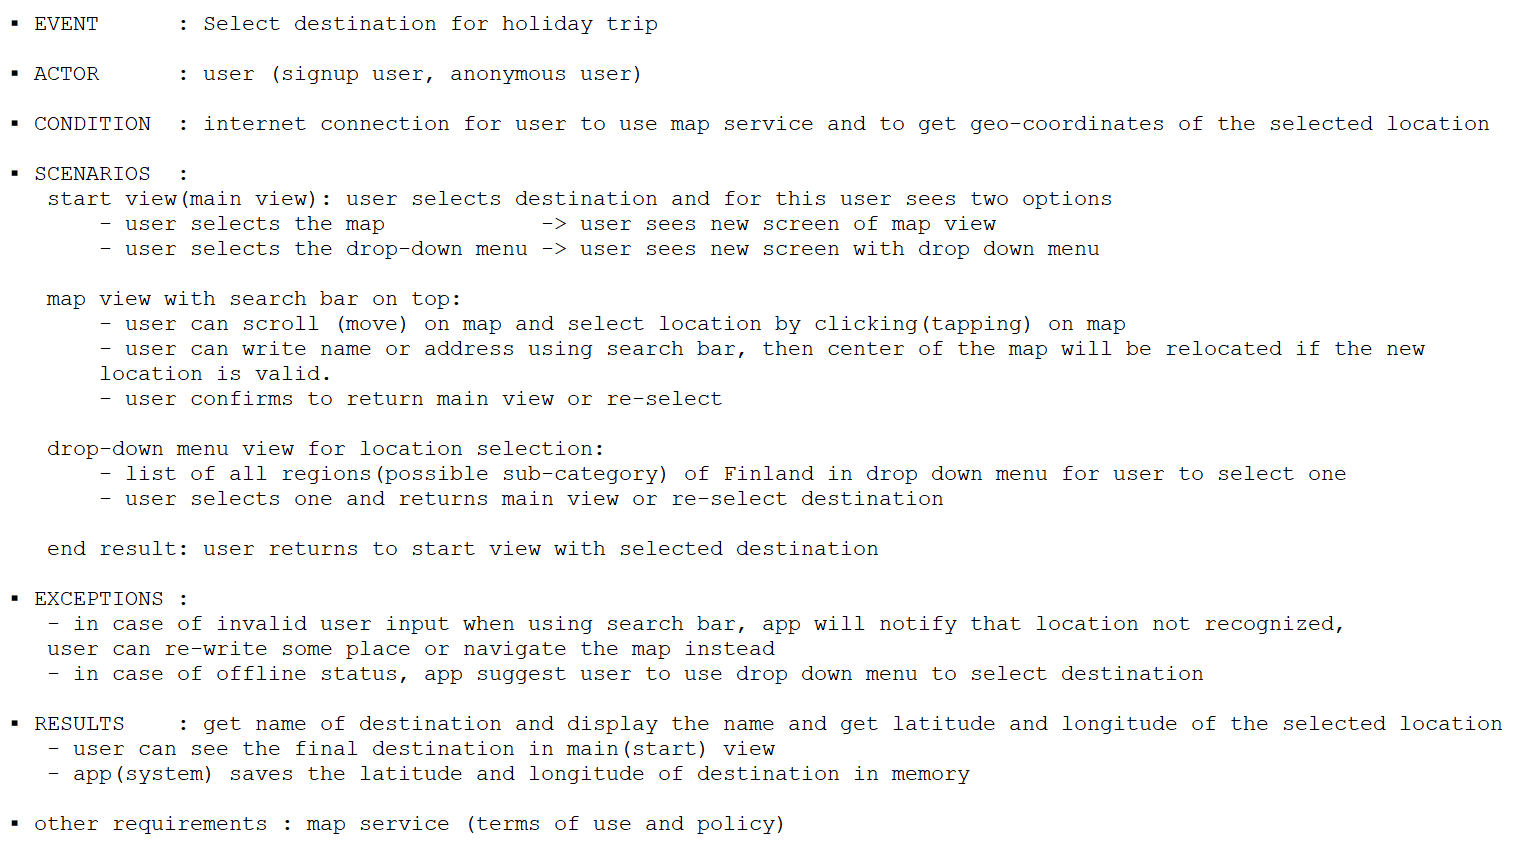 ▪ EVENT : Select destination for holiday trip
▪ ACTOR : user (signup user, anonymous user)
▪ CONDITION : internet connection for user to use map service and to get geo-coordinates of the selected location
▪ SCENARIOS :
start view(main view): user selects destination and for this user sees two options
- user selects the map -> user sees new screen of map view
- user selects the drop-down menu -> user sees new screen with drop down menu
map view with search bar on top:
- user can scroll (move) on map and select location by clicking(tapping) on map
- user can write name or address using search bar, then center of the map will be relocated if the new
location is valid.
- user confirms to return main view or re-select
drop-down menu view for location selection:
- list of all regions(possible sub-category) of Finland in drop down menu for user to select one
- user selects one and returns main view or re-select destination
end result: user returns to start view with selected destination
▪ EXCEPTIONS :
- in case of invalid user input when using search bar, app will notify that location not recognized,
user can re-write some place or navigate the map instead
- in case of offline status, app suggest user to use drop down menu to select destination
▪ RESULTS : get name of destination and display the name and get latitude and longitude of the selected location
- user can see the final destination in main(start) view
- app(system) saves the latitude and longitude of destination in memory
▪ other requirements : map service (terms of use and policy)